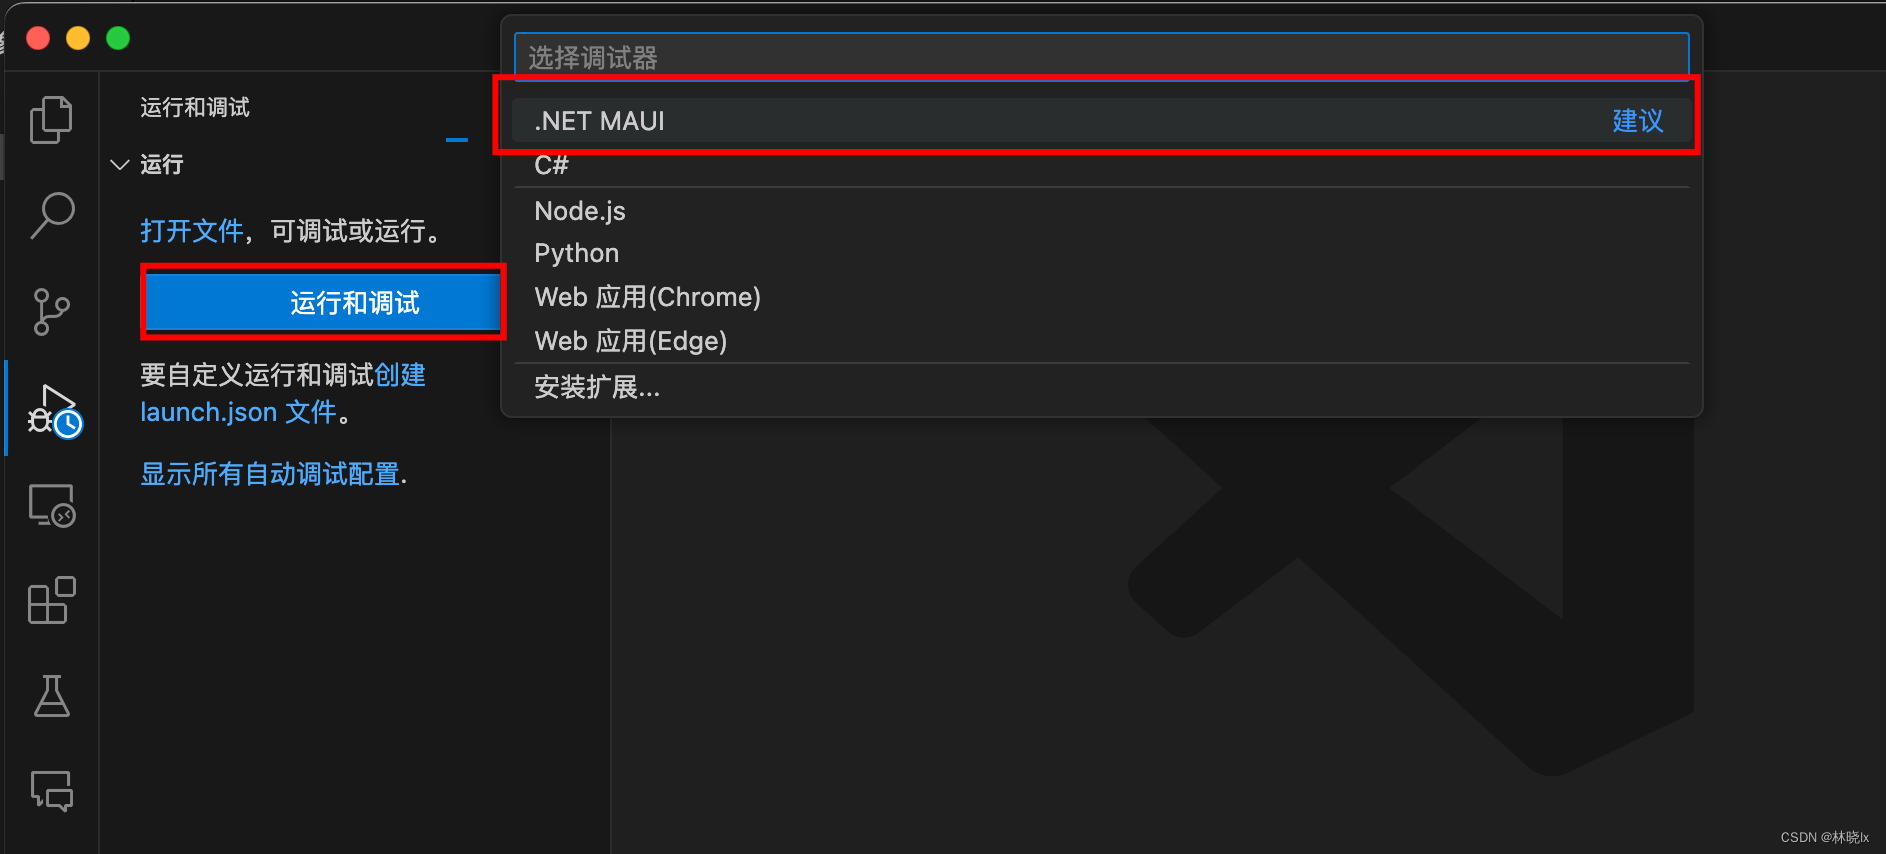 选择调试器
.NET MAUI 建议
C#
Node.js
Python
Web 应用(Chrome)
Web 应用(Edge)
安装扩展...
运行和调试
运行
打开文件，可调试或运行。
运行和调试
要自定义运行和调试创建
launch.json 文件。
显示所有自动调试配置.
CSDN @林晓lx